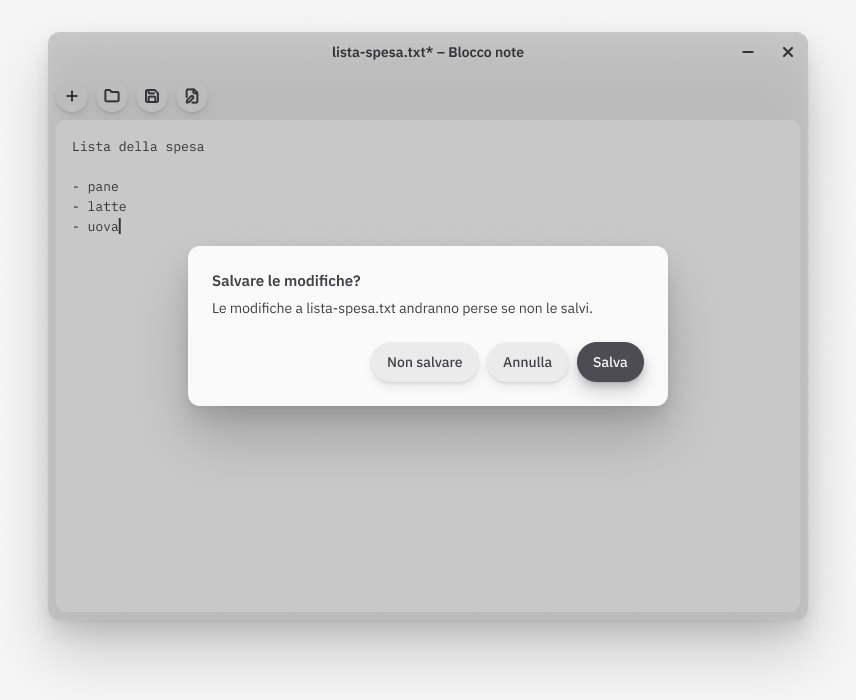 lista-spesa.txt* – Blocco note
Lista della spesa
- pane
- latte
- uova
Salvare le modifiche?
Le modifiche a lista-spesa.txt andranno perse se non le salvi.
Non salvare Annulla Salva